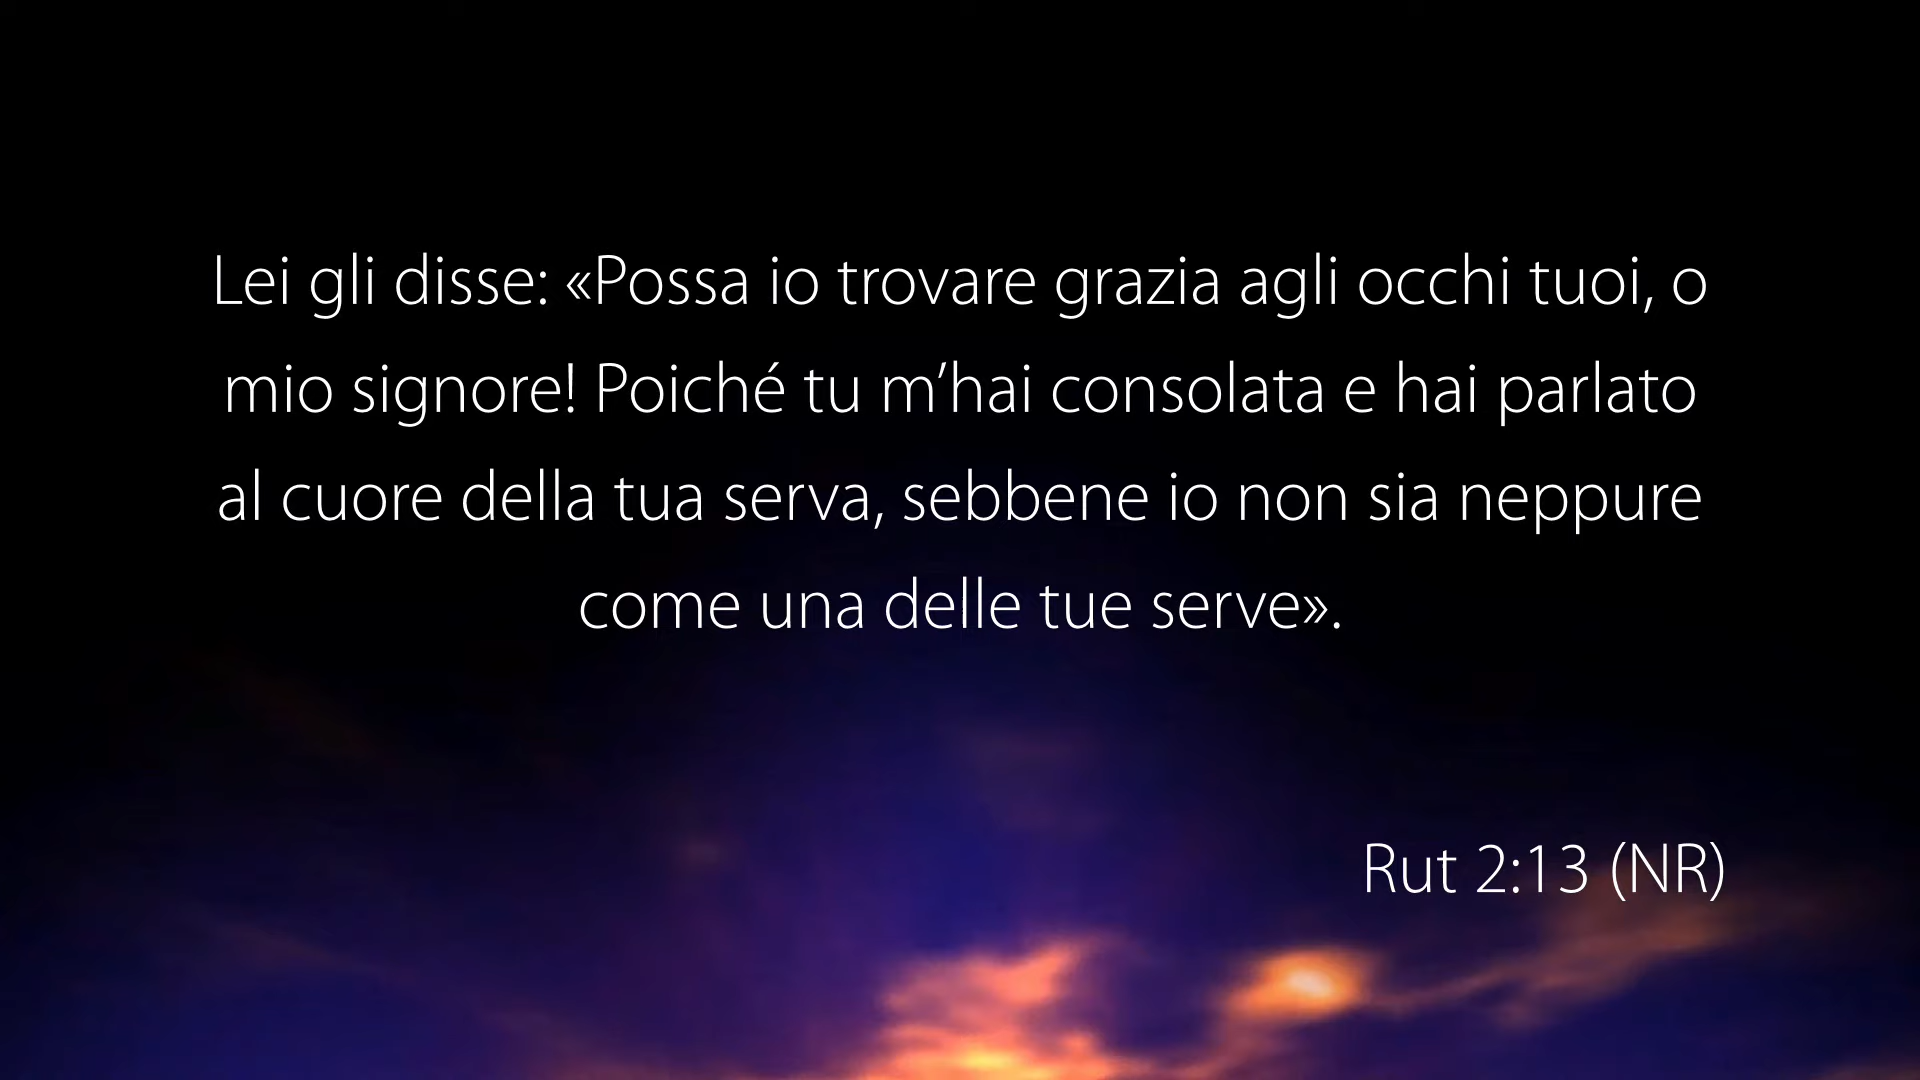 Lei gli disse: «Possa io trovare grazia agli occhi tuoi, o
mio signore! Poiché tu m’hai consolata e hai parlato
al cuore della tua serva, sebbene io non sia neppure
come una delle tue serve».
Rut 2:13 (NR)